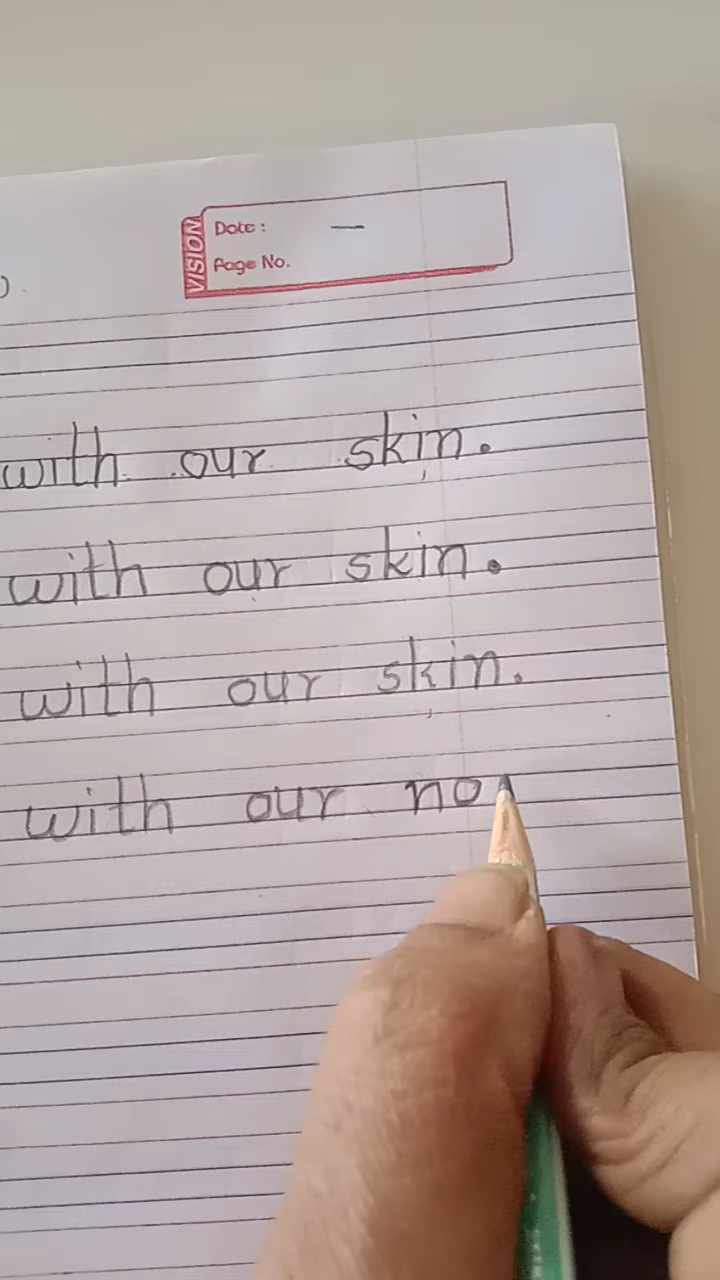 VISION
Date : —
Page No.
with our skin.
with our skin.
with our skin.
with our no